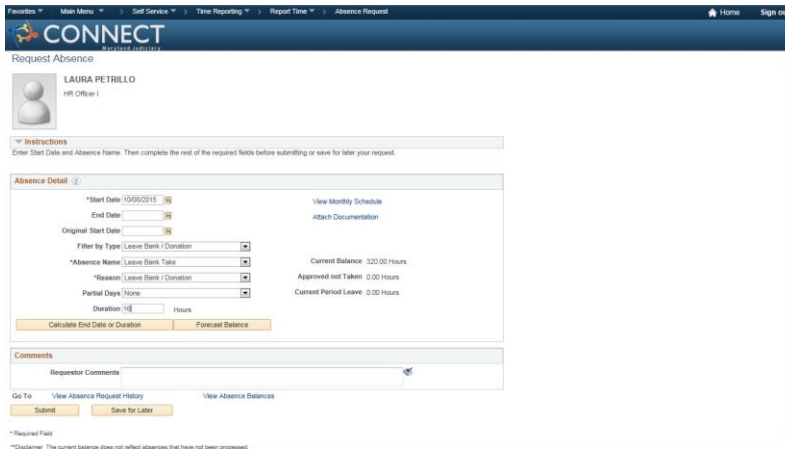 Favorites Main Menu > Self Service > Time Reporting > Report Time > Absence Request Home Sign ou
CONNECT
Maryland Judiciary
Request Absence
LAURA PETRILLO
HR Officer I
Instructions
Enter Start Date and Absence Name. Then complete the rest of the required fields before submitting or save for later your request.
Absence Detail
*Start Date 10/06/2015 View Monthly Schedule
End Date Attach Documentation
Original Start Date
Filter by Type Leave Bank / Donation
*Absence Name Leave Bank Take Current Balance 320.00 Hours
*Reason Leave Bank / Donation Approved not Taken 0.00 Hours
Partial Days None Current Period Leave 0.00 Hours
Duration 16 Hours
Calculate End Date or Duration Forecast Balance
Comments
Requestor Comments
Go To View Absence Request History View Absence Balances
Submit Save for Later
* Required Field
**Disclaimer The current balance does not reflect absences that have not been processed.